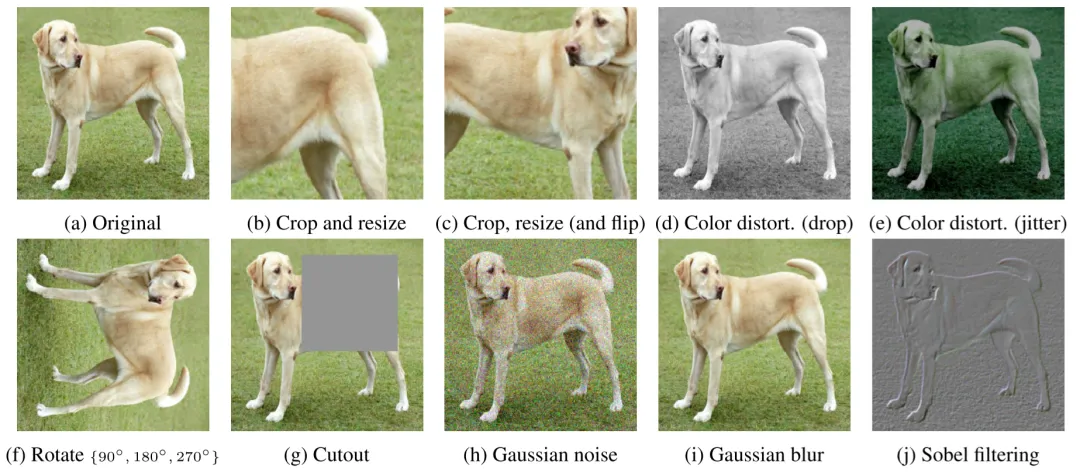 (a) Original
(b) Crop and resize
(c) Crop, resize (and flip)
(d) Color distort. (drop)
(e) Color distort. (jitter)
(f) Rotate {90°, 180°, 270°}
(g) Cutout
(h) Gaussian noise
(i) Gaussian blur
(j) Sobel filtering